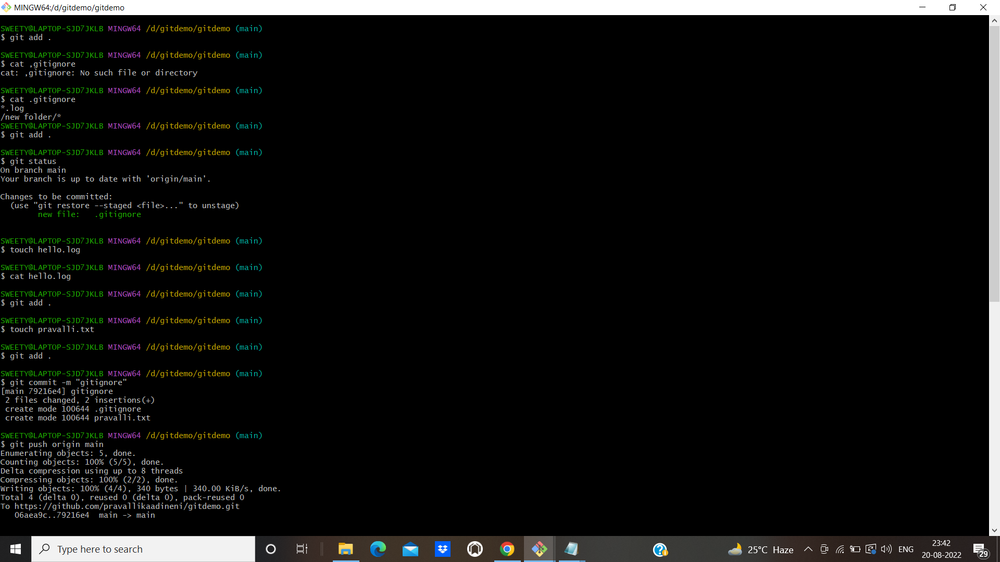 MINGW64:/d/gitdemo/gitdemo
SWEETY@LAPTOP-SJD7JKLB MINGW64 /d/gitdemo/gitdemo (main)
$ git add .
SWEETY@LAPTOP-SJD7JKLB MINGW64 /d/gitdemo/gitdemo (main)
$ cat ,gitignore
cat: ,gitignore: No such file or directory
SWEETY@LAPTOP-SJD7JKLB MINGW64 /d/gitdemo/gitdemo (main)
$ cat .gitignore
*.log
/new folder/*
SWEETY@LAPTOP-SJD7JKLB MINGW64 /d/gitdemo/gitdemo (main)
$ git add .
SWEETY@LAPTOP-SJD7JKLB MINGW64 /d/gitdemo/gitdemo (main)
$ git status
On branch main
Your branch is up to date with 'origin/main'.
Changes to be committed:
  (use "git restore --staged <file>..." to unstage)
        new file:   .gitignore
SWEETY@LAPTOP-SJD7JKLB MINGW64 /d/gitdemo/gitdemo (main)
$ touch hello.log
SWEETY@LAPTOP-SJD7JKLB MINGW64 /d/gitdemo/gitdemo (main)
$ cat hello.log
SWEETY@LAPTOP-SJD7JKLB MINGW64 /d/gitdemo/gitdemo (main)
$ git add .
SWEETY@LAPTOP-SJD7JKLB MINGW64 /d/gitdemo/gitdemo (main)
$ touch pravalli.txt
SWEETY@LAPTOP-SJD7JKLB MINGW64 /d/gitdemo/gitdemo (main)
$ git add .
SWEETY@LAPTOP-SJD7JKLB MINGW64 /d/gitdemo/gitdemo (main)
$ git commit -m "gitignore"
[main 79216e4] gitignore
 2 files changed, 2 insertions(+)
 create mode 100644 .gitignore
 create mode 100644 pravalli.txt
SWEETY@LAPTOP-SJD7JKLB MINGW64 /d/gitdemo/gitdemo (main)
$ git push origin main
Enumerating objects: 5, done.
Counting objects: 100% (5/5), done.
Delta compression using up to 8 threads
Compressing objects: 100% (2/2), done.
Writing objects: 100% (4/4), 340 bytes | 340.00 KiB/s, done.
Total 4 (delta 0), reused 0 (delta 0), pack-reused 0
To https://github.com/pravallikaadineni/gitdemo.git
   06aea9c..79216e4  main -> main
Type here to search
25°C Haze
ENG
23:42
20-08-2022
29